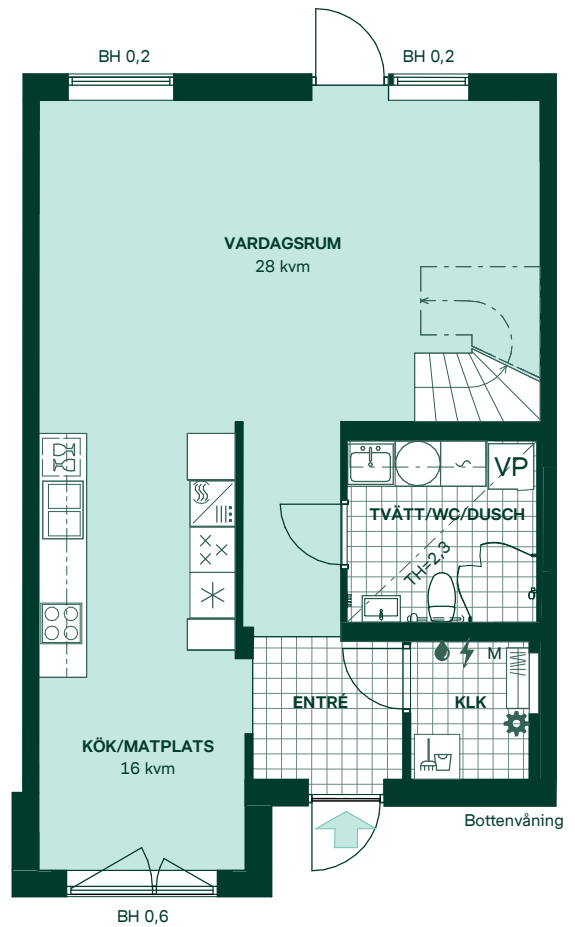 BH 0,2
BH 0,2
VARDAGSRUM
28 kvm
VP
TVÄTT/WC/DUSCH
TH=2,3
M
ENTRÉ
KLK
KÖK/MATPLATS
16 kvm
Bottenvåning
BH 0,6